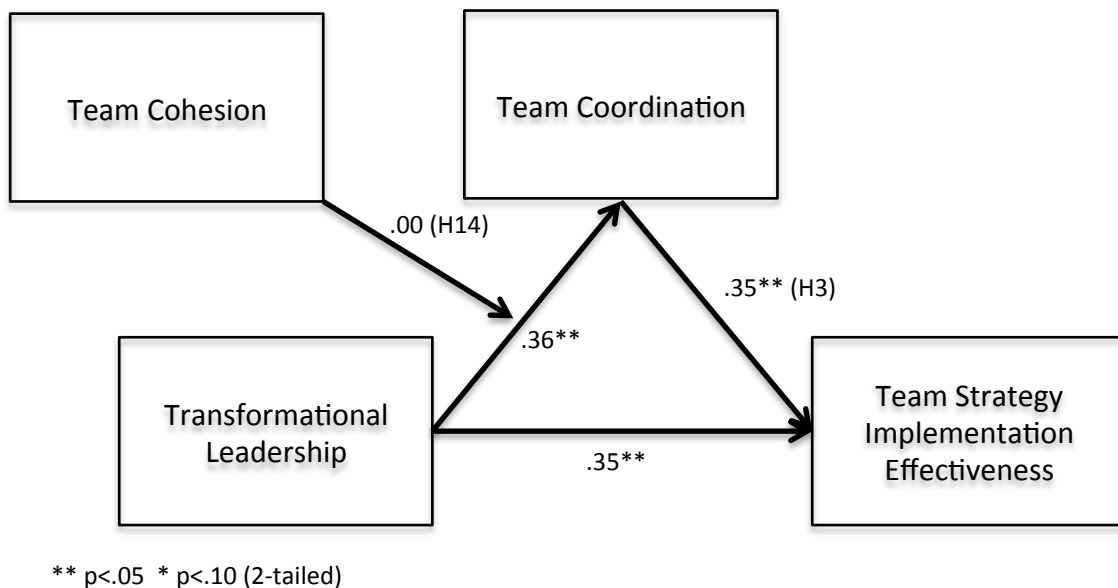 Team Cohesion
Team Coordination
.00 (H14)
.35** (H3)
.36**
Transformational
Leadership
Team Strategy
Implementation
Effectiveness
.35**
** p<.05  * p<.10 (2-tailed)